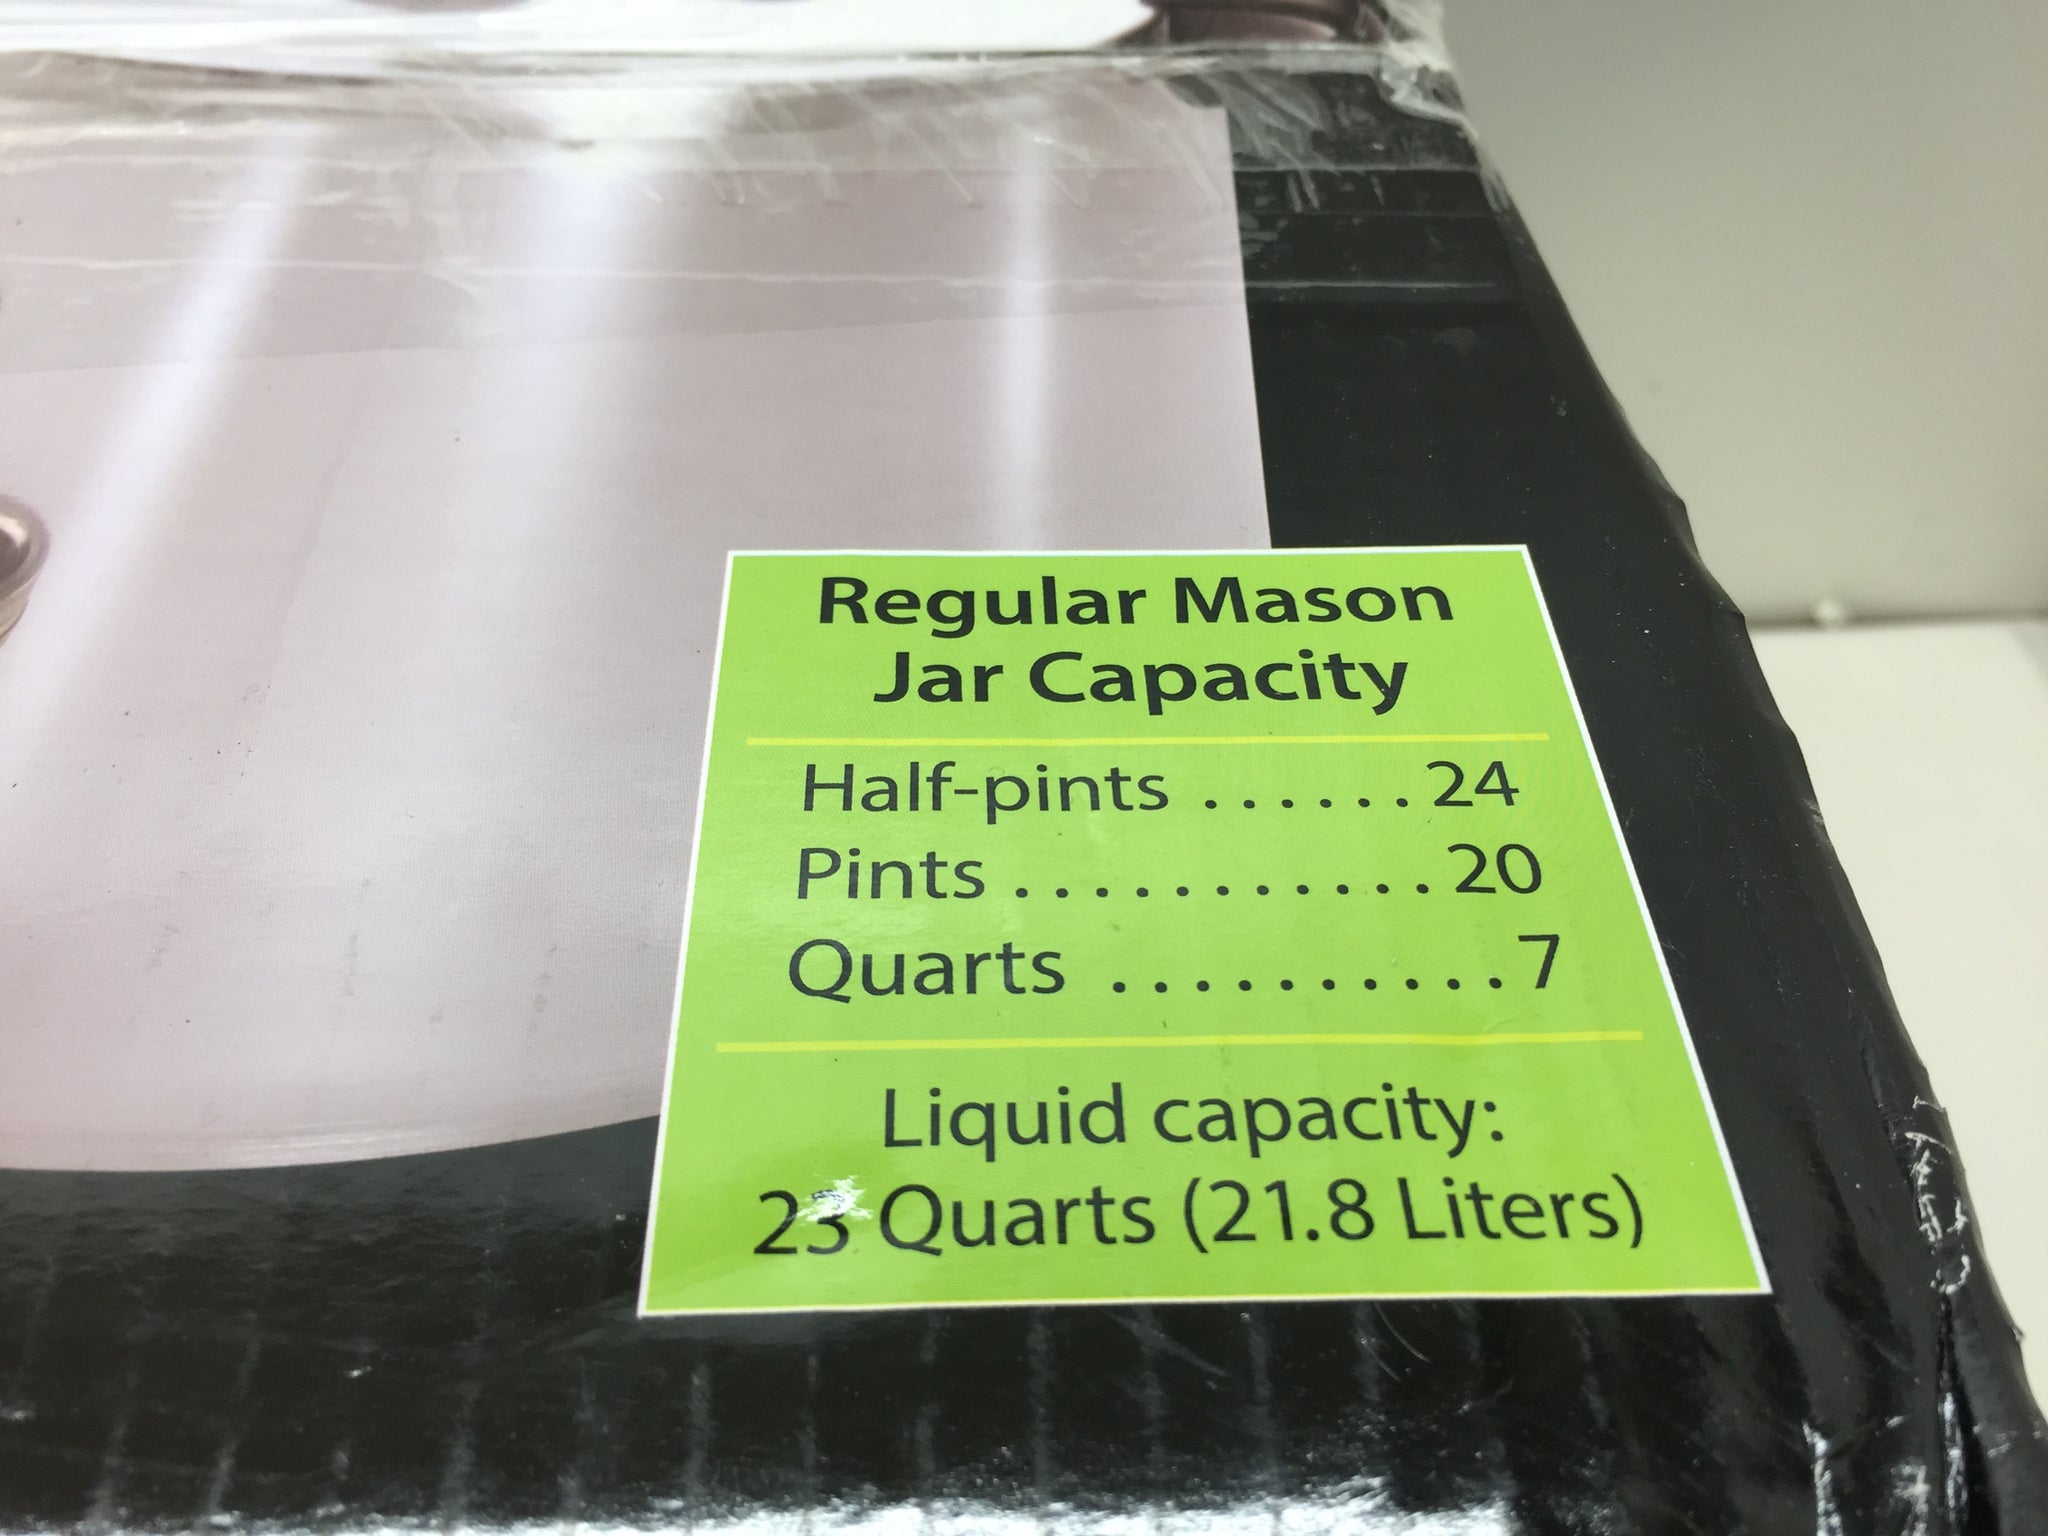 Regular Mason
Jar Capacity
Half-pints ...... 24
Pints ............ 20
Quarts ........... 7
Liquid capacity:
23 Quarts (21.8 Liters)